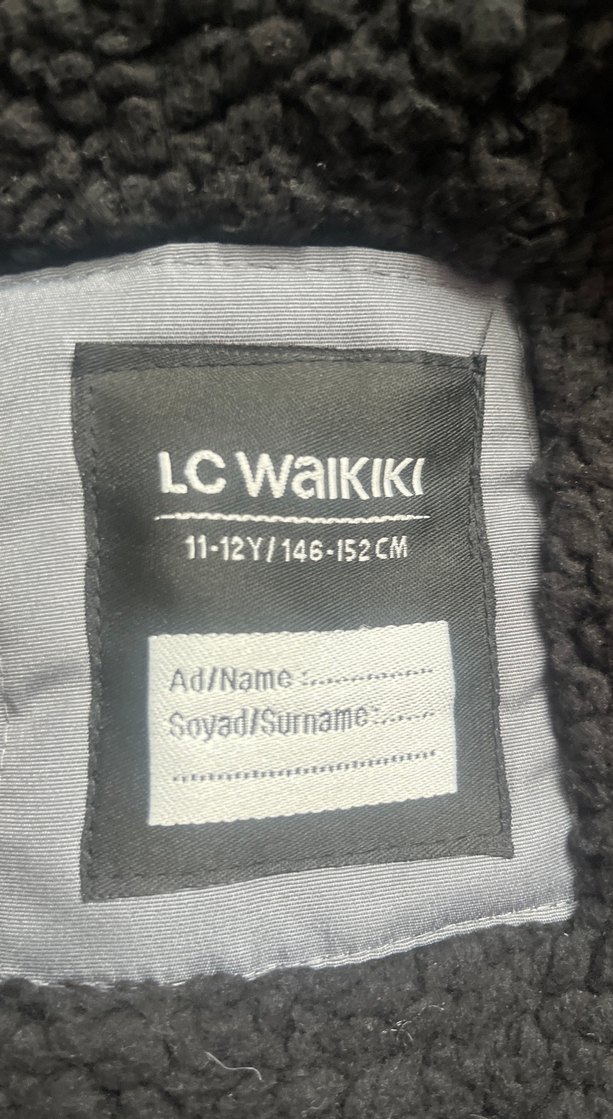 LC WAIKIKI
11-12Y/146-152CM
Ad/Name:.............
Soyad/Surname:......
..........................